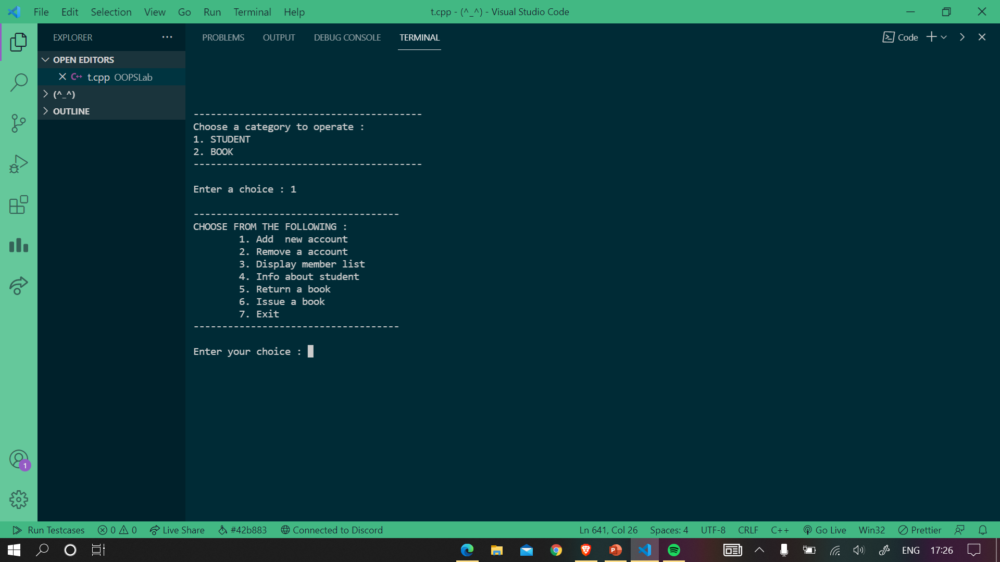 File Edit Selection View Go Run Terminal Help
t.cpp - (^_^) - Visual Studio Code
EXPLORER
PROBLEMS OUTPUT DEBUG CONSOLE TERMINAL
Code
OPEN EDITORS
C++ t.cpp OOPSLab
(^_^)
OUTLINE
----------------------------------------
Choose a category to operate :
1. STUDENT
2. BOOK
----------------------------------------
Enter a choice : 1
------------------------------------
CHOOSE FROM THE FOLLOWING :
1. Add  new account
2. Remove a account
3. Display member list
4. Info about student
5. Return a book
6. Issue a book
7. Exit
------------------------------------
Enter your choice :
1
Run Testcases 0 0 Live Share #42b883 Connected to Discord
Ln 641, Col 26 Spaces: 4 UTF-8 CRLF C++ Go Live Win32 Prettier
P
ENG 17:26